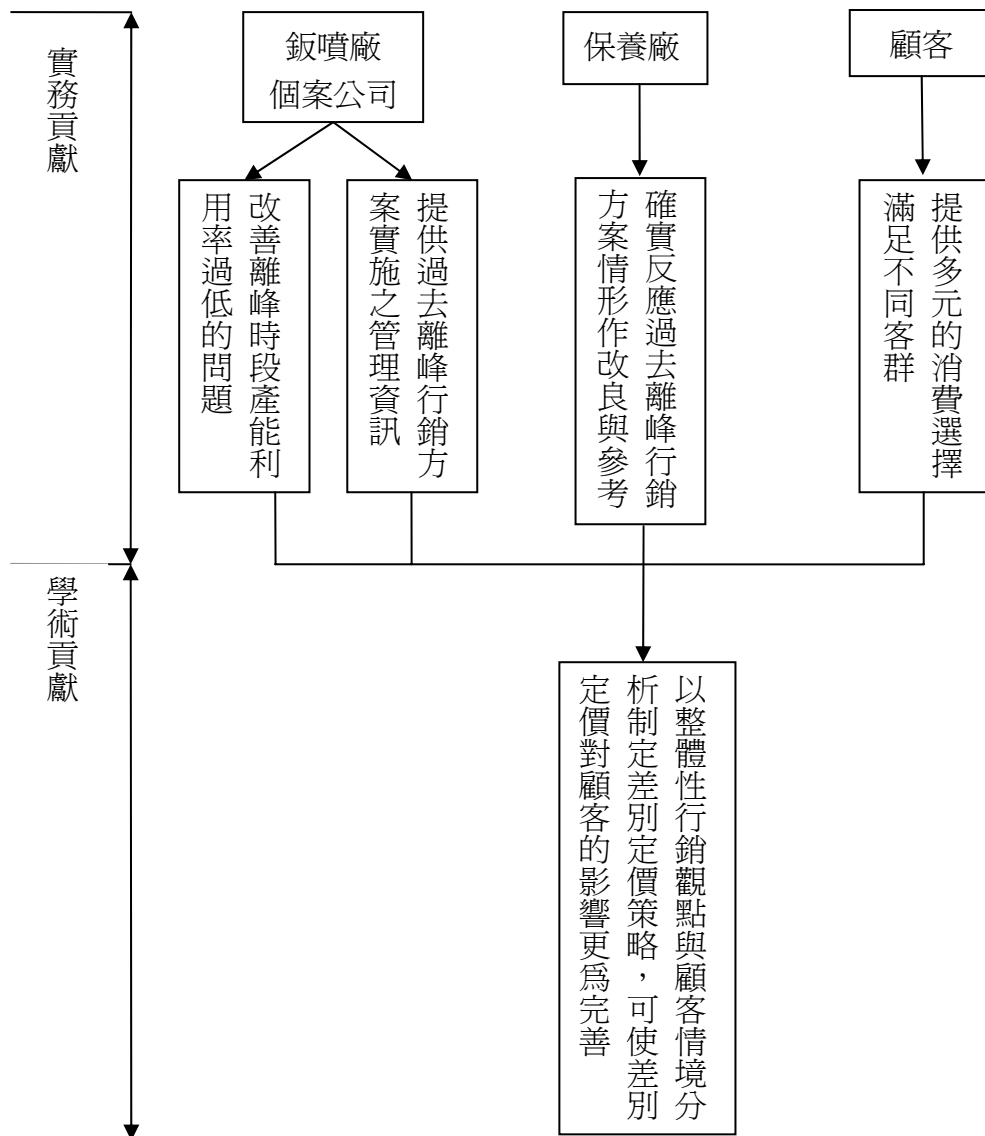 實務貢獻
鈑噴廠
個案公司
保養廠
顧客
改善離峰時段產能利
用率過低的問題
提供過去離峰行銷方
案實施之管理資訊
確實反應過去離峰行銷
方案情形作改良與參考
提供多元的消費選擇
滿足不同客群
學術貢獻
以整體性行銷觀點與顧客情境分
析制定差別定價策略，可使差別
定價對顧客的影響更為完善